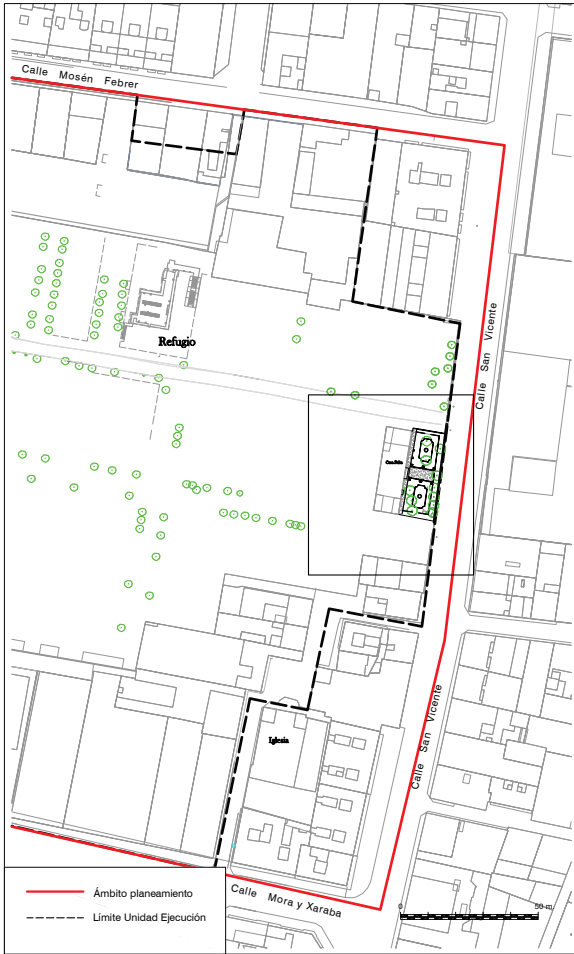 Calle Mosén Febrer
Calle San Vicente
Refugio
Calle San Vicente
Iglesia
Calle Mora y Xaraba
Ámbito planeamiento
Límite Unidad Ejecución
0
50 m